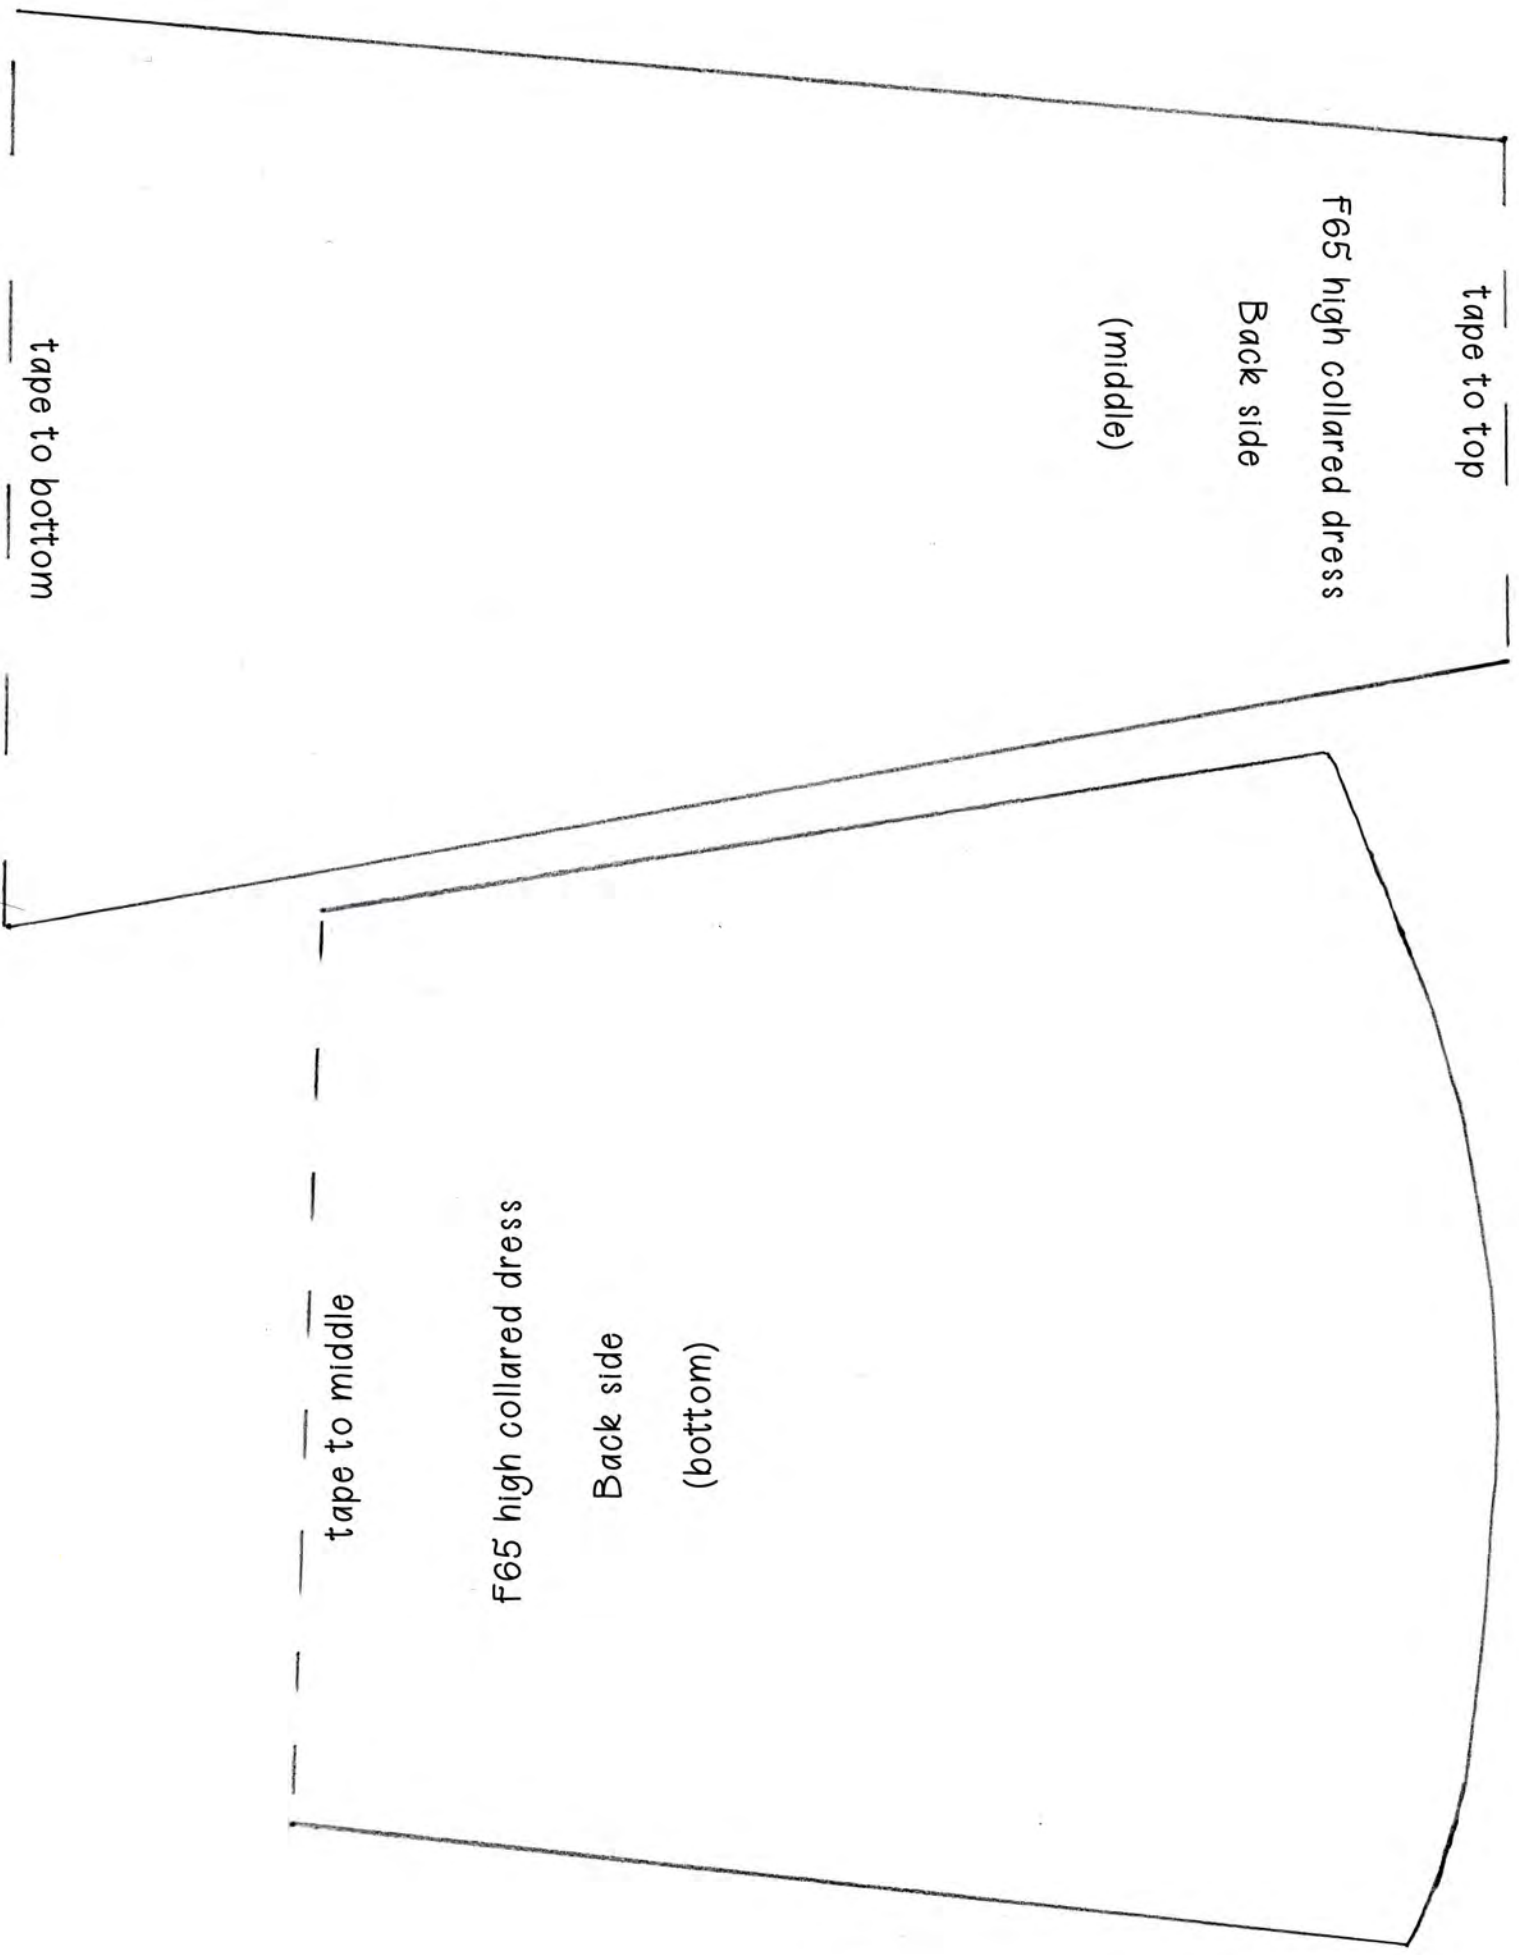 tape to top
F65 high collared dress
Back side
(middle)
tape to bottom
tape to middle
F65 high collared dress
Back side
(bottom)